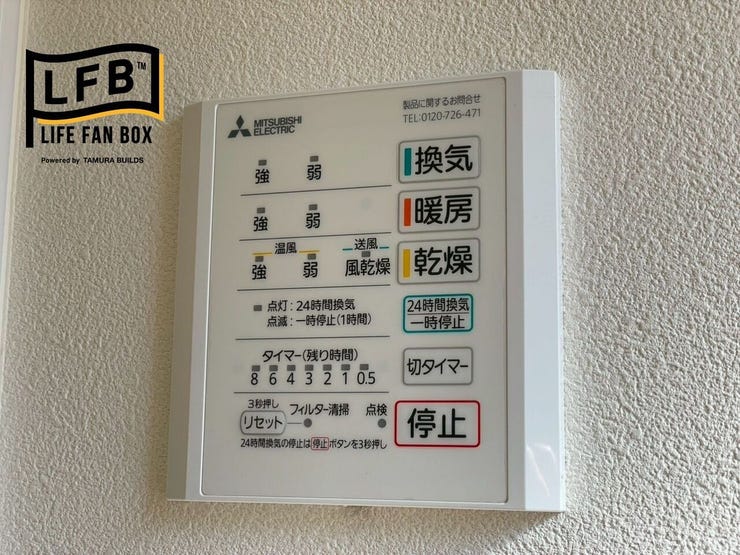 LFB™
LIFE FAN BOX
Powered by TAMURA BUILDS
MITSUBISHI
ELECTRIC
製品に関するお問合せ
TEL:0120-726-471
強 弱 換気
強 弱 暖房
温風 送風
強 弱 風乾燥 乾燥
点灯:24時間換気
点滅:一時停止(1時間)
24時間換気
一時停止
タイマー(残り時間)
8 6 4 3 2 1 0.5
切タイマー
3秒押し
リセット フィルター清掃 点検
停止
24時間換気の停止は停止ボタンを3秒押し